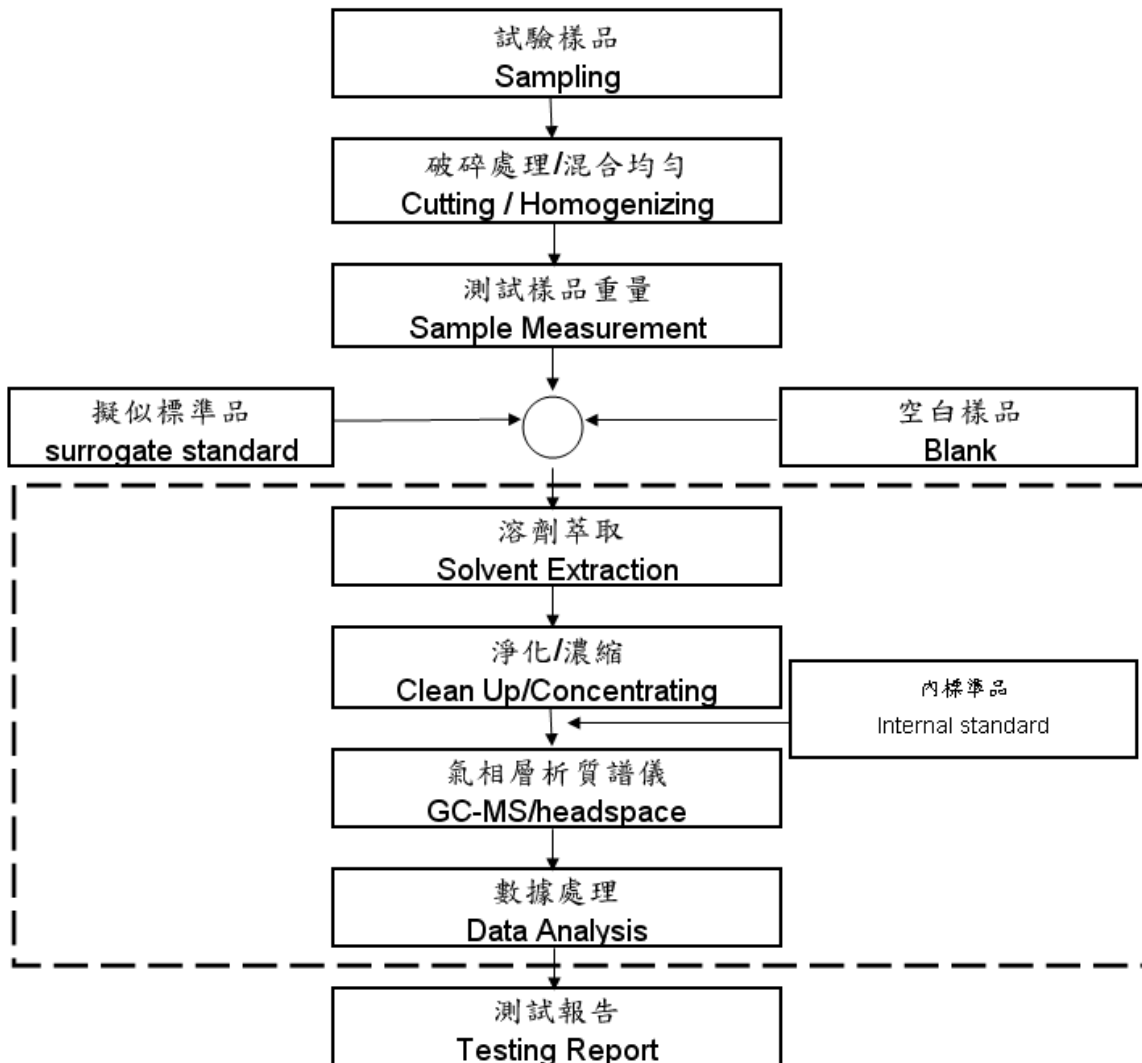 試驗樣品
Sampling
破碎處理/混合均勻
Cutting / Homogenizing
測試樣品重量
Sample Measurement
擬似標準品
surrogate standard
空白樣品
Blank
溶劑萃取
Solvent Extraction
淨化/濃縮
Clean Up/Concentrating
內標準品
Internal standard
氣相層析質譜儀
GC-MS/headspace
數據處理
Data Analysis
測試報告
Testing Report